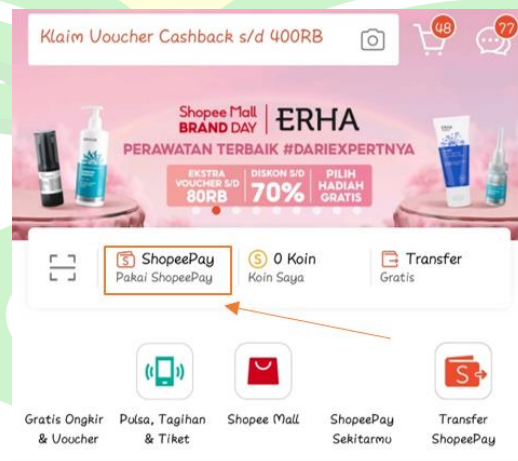 Klaim Voucher Cashback s/d 400RB
48
77
Shopee Mall
BRAND DAY
ERHA
PERAWATAN TERBAIK #DARIEXPERTNYA
EKSTRA
VOUCHER S/D
80RB
DISKON S/D
70%
PILIH
HADIAH
GRATIS
ShopeePay
Pakai ShopeePay
0 Koin
Koin Saya
Transfer
Gratis
Gratis Ongkir
& Voucher
Pulsa, Tagihan
& Tiket
Shopee Mall
ShopeePay
Sekitarmu
Transfer
ShopeePay